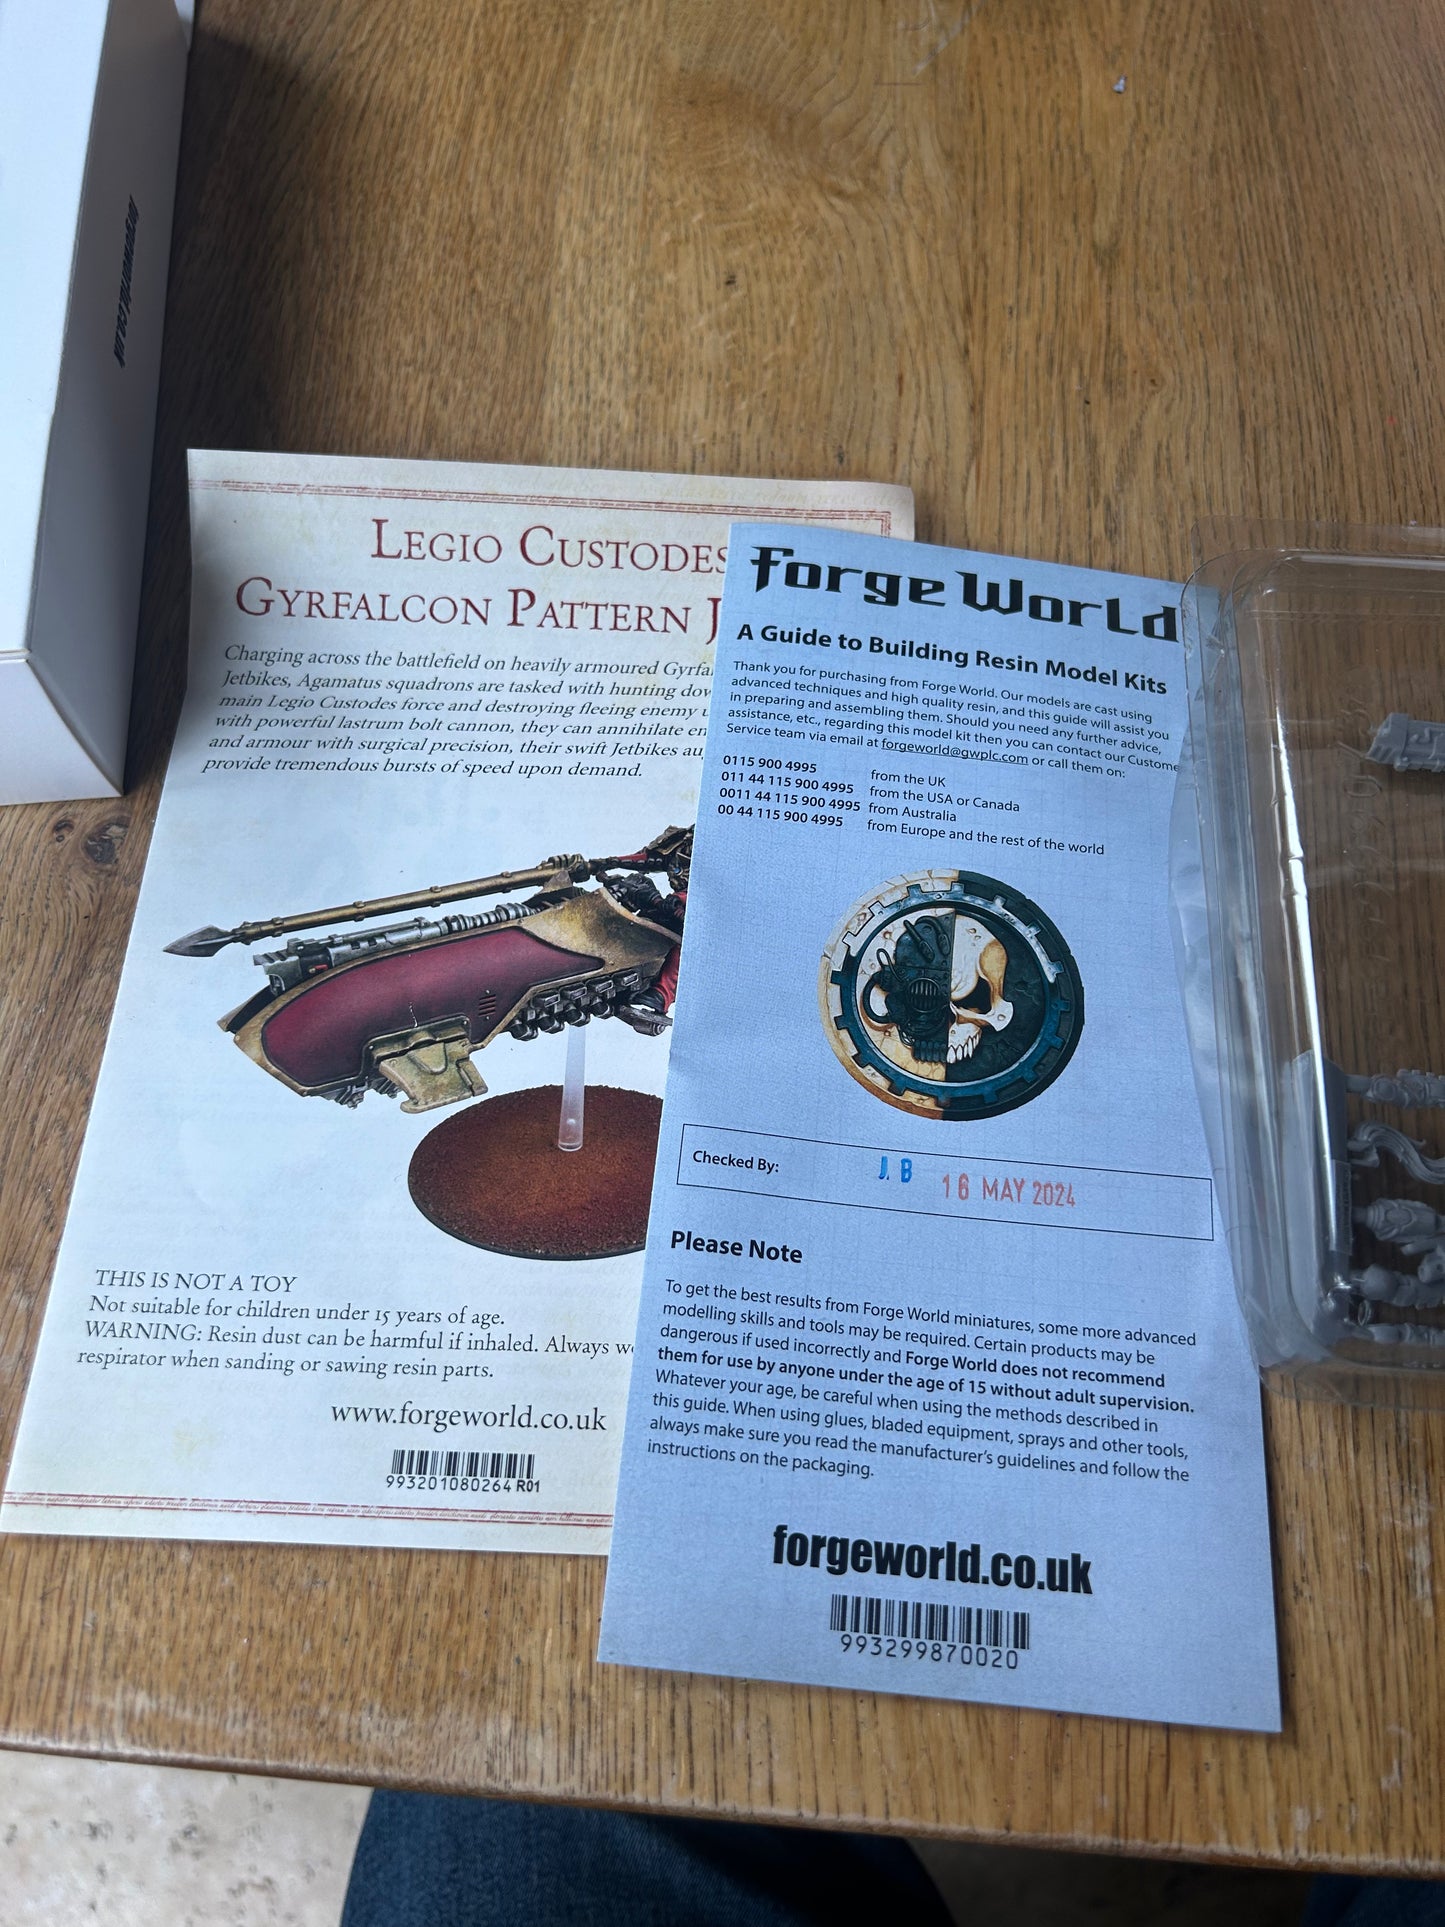 forgeworld.co.uk
LEGIO CUSTODES
GYRFALCON PATTERN J
Charging across the battlefield on heavily armoured Gyrfal
Jetbikes, Agamatus squadrons are tasked with hunting dow
main Legio Custodes force and destroying fleeing enemy u
with powerful lastrum bolt cannon, they can annihilate en
and armour with surgical precision, their swift Jetbikes au
provide tremendous bursts of speed upon demand.
THIS IS NOT A TOY
Not suitable for children under 15 years of age.
WARNING: Resin dust can be harmful if inhaled. Always w
respirator when sanding or sawing resin parts.
www.forgeworld.co.uk
993201080264 R01
Forge World
A Guide to Building Resin Model Kits
Thank you for purchasing from Forge World. Our models are cast using
advanced techniques and high quality resin, and this guide will assist you
in preparing and assembling them. Should you need any further advice,
assistance, etc., regarding this model kit then you can contact our Custome
Service team via email at forgeworld@gwplc.com or call them on:
0115 900 4995 from the UK
011 44 115 900 4995 from the USA or Canada
0011 44 115 900 4995 from Australia
00 44 115 900 4995 from Europe and the rest of the world
Checked By: J. B 16 MAY 2024
Please Note
To get the best results from Forge World miniatures, some more advanced
modelling skills and tools may be required. Certain products may be
dangerous if used incorrectly and Forge World does not recommend
them for use by anyone under the age of 15 without adult supervision.
Whatever your age, be careful when using the methods described in
this guide. When using glues, bladed equipment, sprays and other tools,
always make sure you read the manufacturer's guidelines and follow the
instructions on the packaging.
forgeworld.co.uk
993299870020